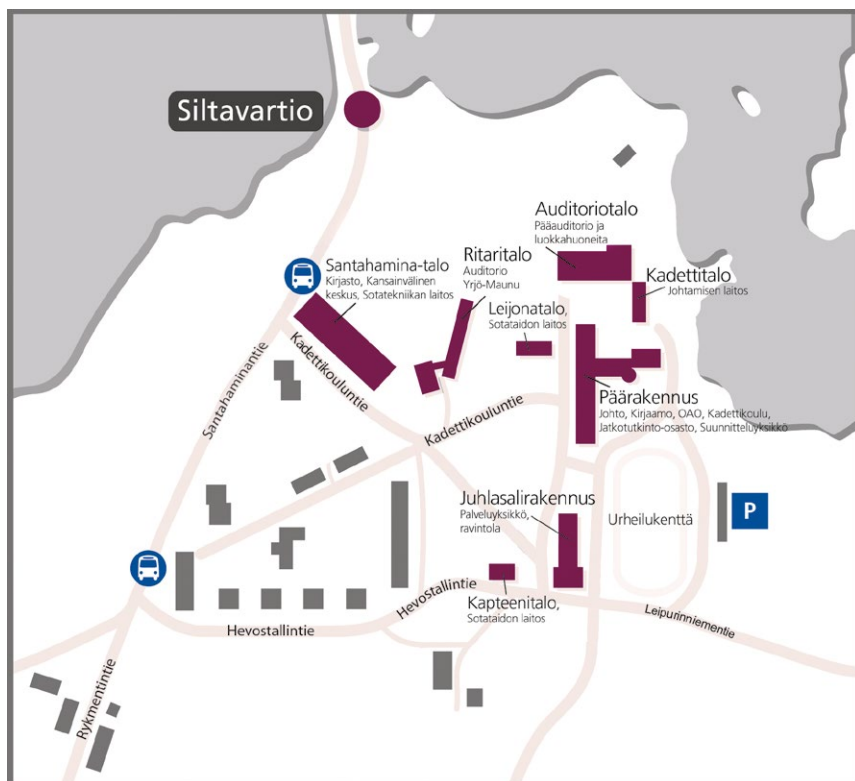 Siltavartio
Auditoriotalo
Pääauditorio ja
luokkahuoneita
Santahamina-talo
Kirjasto, Kansainvälinen
keskus, Sotatekniikan laitos
Ritaritalo
Auditorio
Yrjö-Maunu
Kadettitalo
Johtamisen laitos
Leijonatalo,
Sotataidon laitos
Santahaminantie
Kadettikouluntie
Kadettikouluntie
Päärakennus
Johto, Kirjaamo, OAO, Kadettikoulu,
Jatkotutkinto-osasto, Suunnitteluyksikkö
Juhlasalirakennus
Palveluyksikkö,
ravintola
Urheilukenttä
P
Hevostallintie
Kapteenitalo,
Sotataidon laitos
Hevostallintie
Leipurinniementie
Rykmentintie